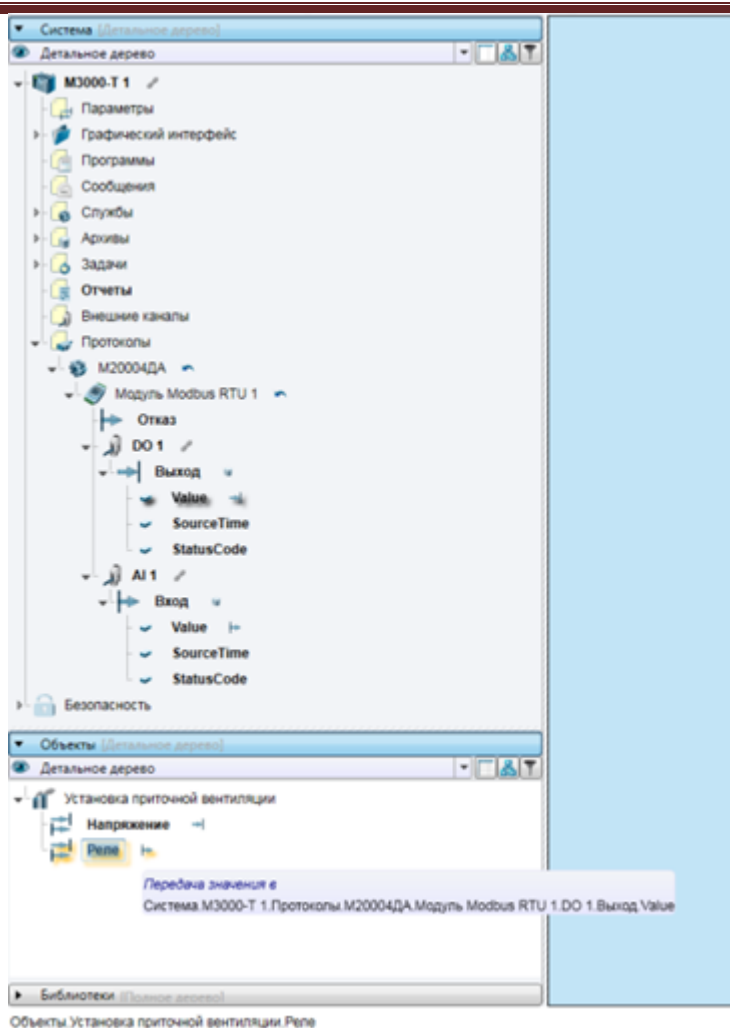 Система [Детальное дерево]
Детальное дерево
М3000-Т 1
Параметры
Графический интерфейс
Программы
Сообщения
Службы
Архивы
Задачи
Отчеты
Внешние каналы
Протоколы
М20004ДА
Модуль Modbus RTU 1
Отказ
DO 1
Выход
Value
SourceTime
StatusCode
AI 1
Вход
Value
SourceTime
StatusCode
Безопасность
Объекты [Детальное дерево]
Детальное дерево
Установка приточной вентиляции
Напряжение
Реле
Передача значения в
Система.М3000-Т 1.Протоколы.М20004ДА.Модуль Modbus RTU 1.DO 1.Выход.Value
Библиотеки [Полное дерево]
Объекты.Установка приточной вентиляции.Реле